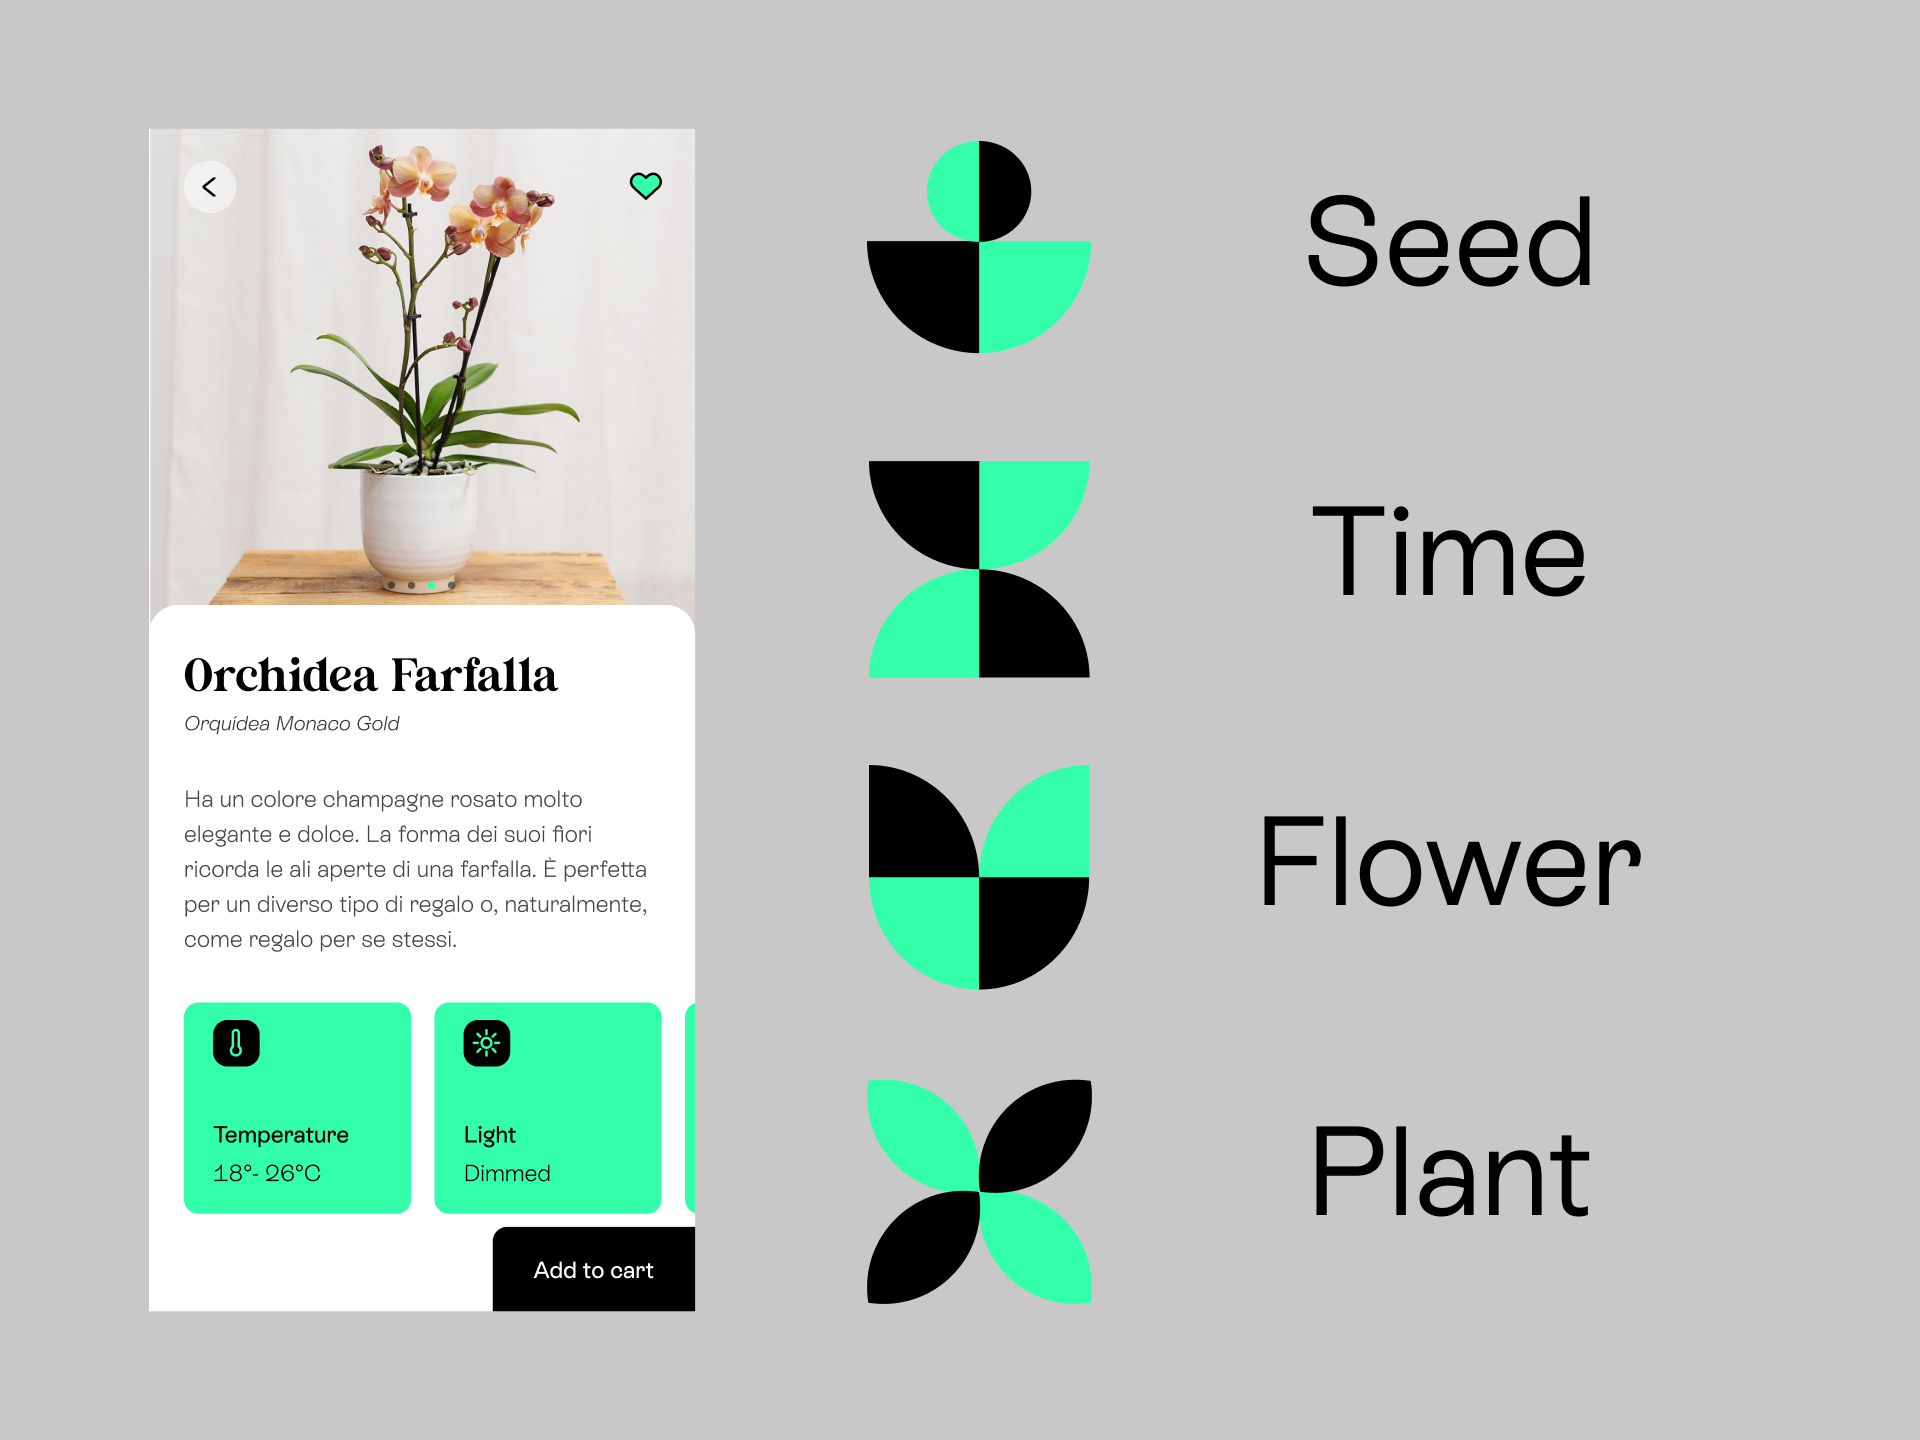 Orchidea Farfalla
Orquídea Monaco Gold
Ha un colore champagne rosato molto
elegante e dolce. La forma dei suoi fiori
ricorda le ali aperte di una farfalla. È perfetta
per un diverso tipo di regalo o, naturalmente,
come regalo per se stessi.
Temperature
18°- 26°C
Light
Dimmed
Add to cart
Seed
Time
Flower
Plant